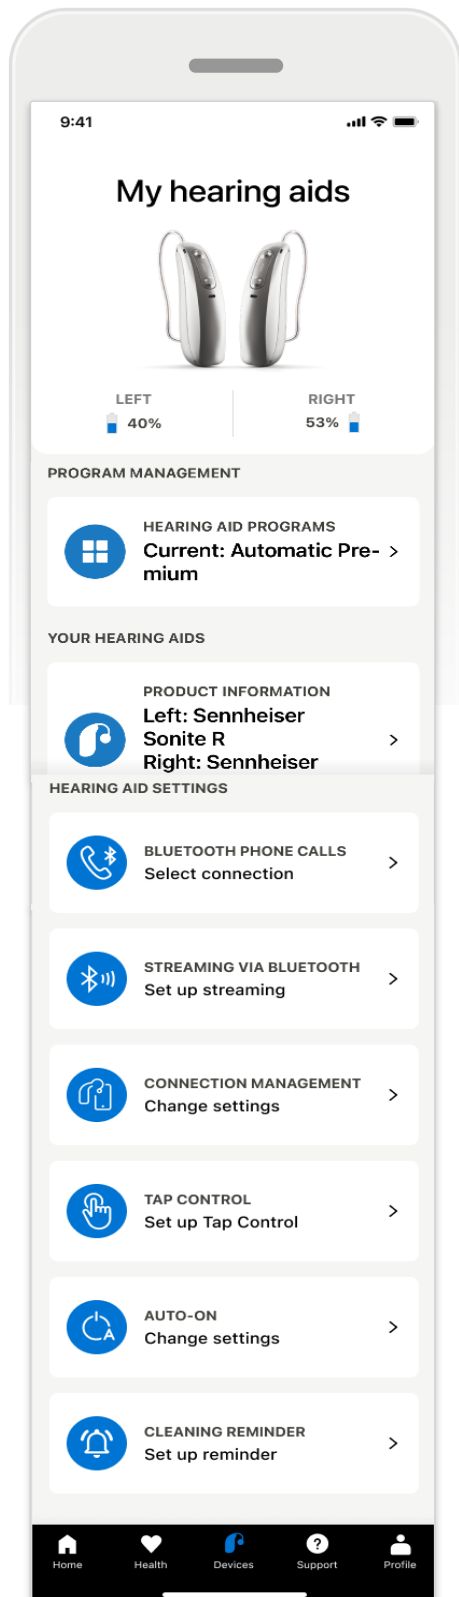 9:41
My hearing aids
LEFT
40%
RIGHT
53%
PROGRAM MANAGEMENT
HEARING AID PROGRAMS
Current: Automatic Pre-
mium
YOUR HEARING AIDS
PRODUCT INFORMATION
Left: Sennheiser
Sonite R
Right: Sennheiser
HEARING AID SETTINGS
BLUETOOTH PHONE CALLS
Select connection
STREAMING VIA BLUETOOTH
Set up streaming
CONNECTION MANAGEMENT
Change settings
TAP CONTROL
Set up Tap Control
AUTO-ON
Change settings
CLEANING REMINDER
Set up reminder
Home Health Devices Support Profile